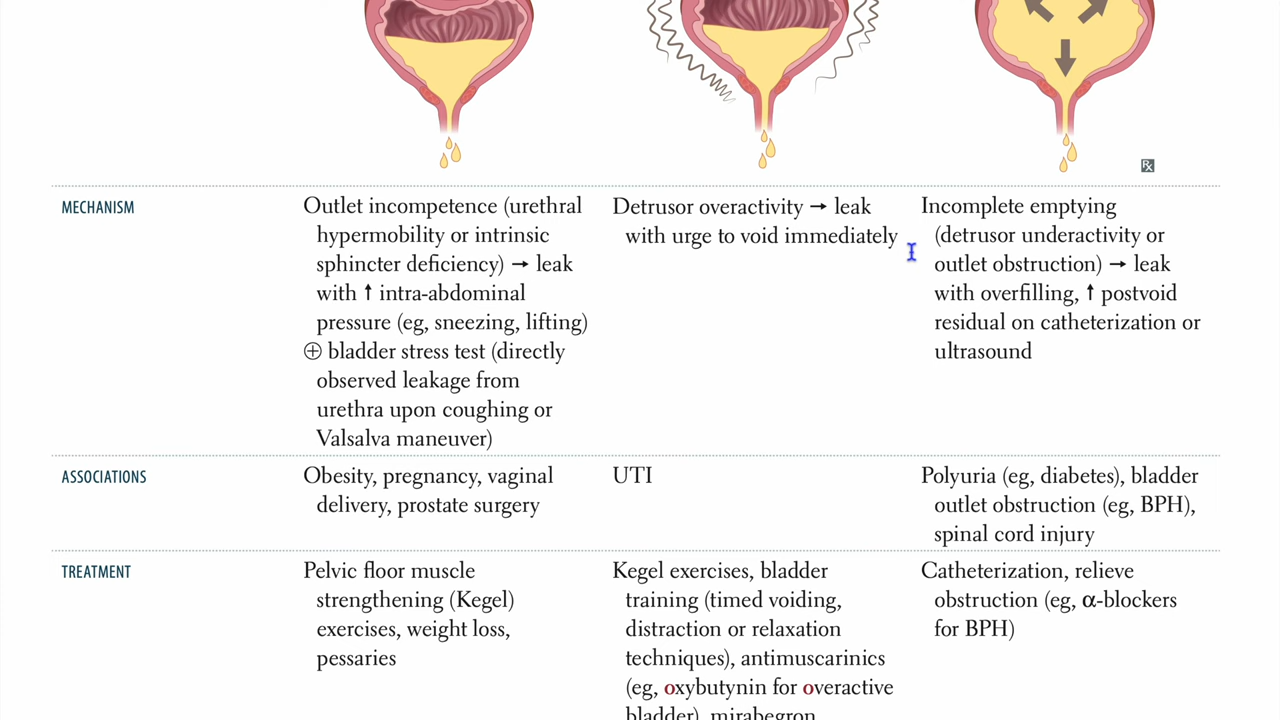 Rx
MECHANISM
Outlet incompetence (urethral
hypermobility or intrinsic
sphincter deficiency) → leak
with ↑ intra-abdominal
pressure (eg, sneezing, lifting)
⊕ bladder stress test (directly
observed leakage from
urethra upon coughing or
Valsalva maneuver)
Detrusor overactivity → leak
with urge to void immediately
Incomplete emptying
(detrusor underactivity or
outlet obstruction) → leak
with overfilling, ↑ postvoid
residual on catheterization or
ultrasound
ASSOCIATIONS
Obesity, pregnancy, vaginal
delivery, prostate surgery
UTI
Polyuria (eg, diabetes), bladder
outlet obstruction (eg, BPH),
spinal cord injury
TREATMENT
Pelvic floor muscle
strengthening (Kegel)
exercises, weight loss,
pessaries
Kegel exercises, bladder
training (timed voiding,
distraction or relaxation
techniques), antimuscarinics
(eg, oxybutynin for overactive
bladder), mirabegron
Catheterization, relieve
obstruction (eg, α-blockers
for BPH)